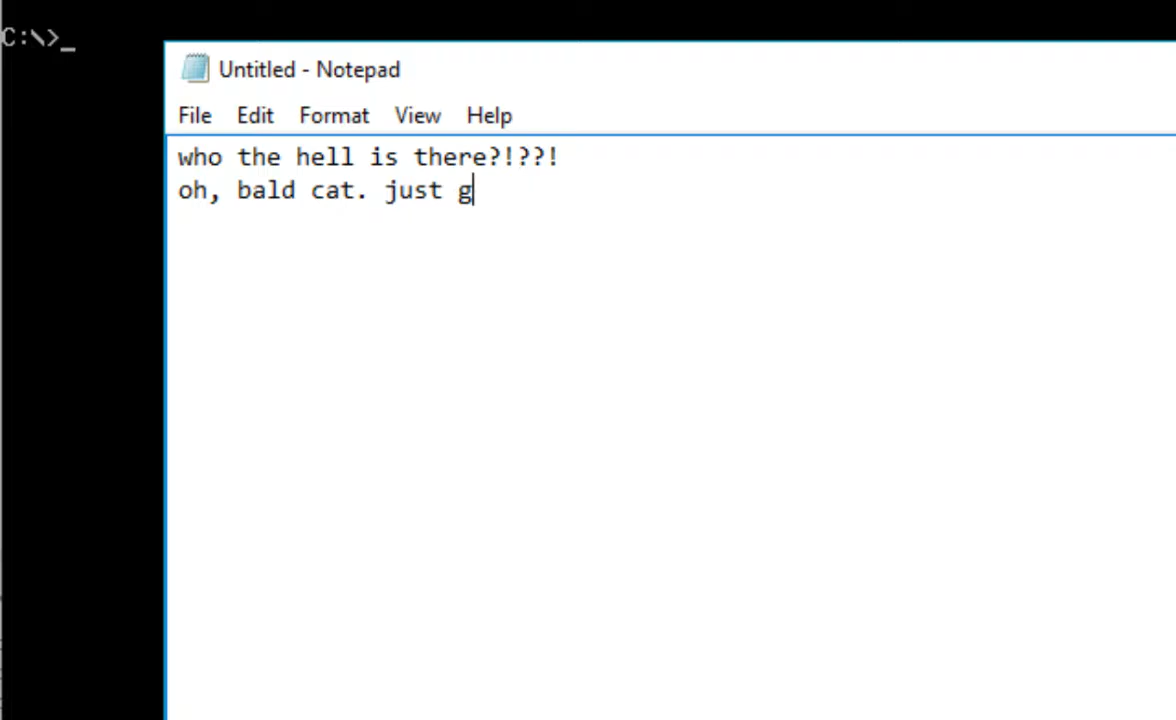 C:\>_
Untitled - Notepad
File Edit Format View Help
who the hell is there?!??!
oh, bald cat. just g